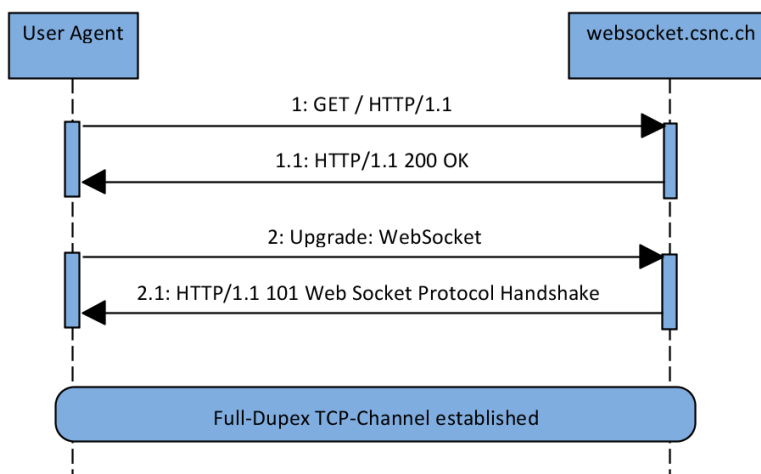 User Agent
websocket.csnc.ch
1: GET / HTTP/1.1
1.1: HTTP/1.1 200 OK
2: Upgrade: WebSocket
2.1: HTTP/1.1 101 Web Socket Protocol Handshake
Full-Dupex TCP-Channel established